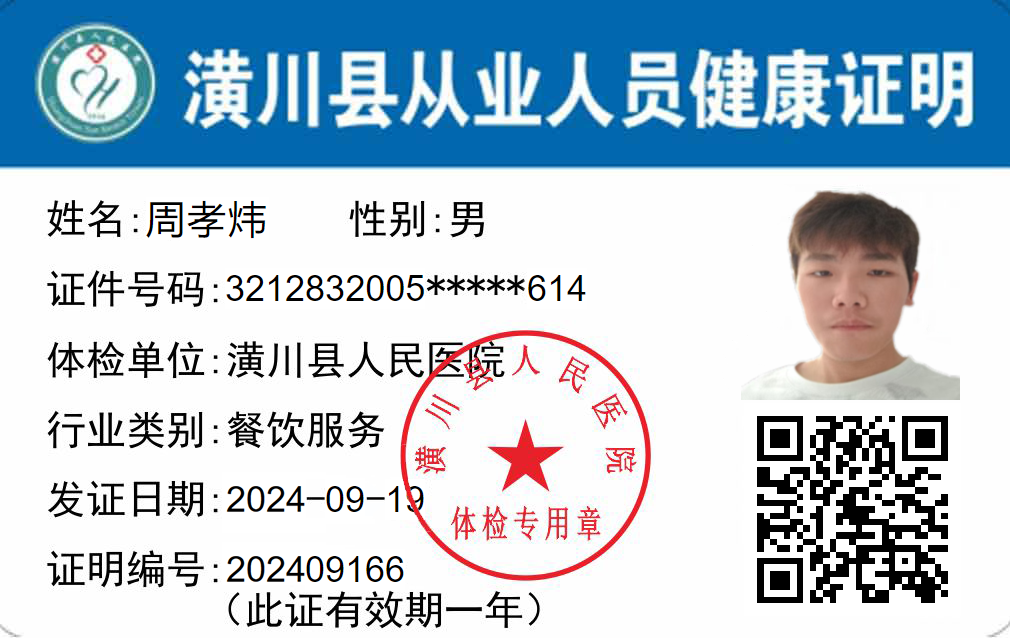 潢川县从业人员健康证明
姓名:周孝炜 性别:男
证件号码:3212832005*****614
体检单位:潢川县人民医院
行业类别:餐饮服务
发证日期:2024-09-19
证明编号:202409166
(此证有效期一年)
潢川县人民医院
体检专用章